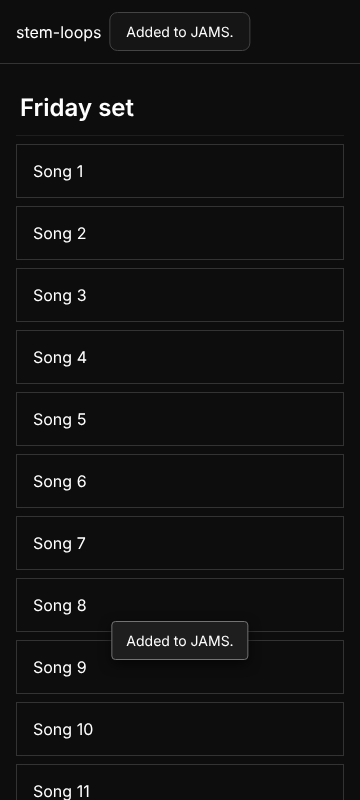 stem-loops
Added to JAMS.
Friday set
Song 1
Song 2
Song 3
Song 4
Song 5
Song 6
Song 7
Song 8
Added to JAMS.
Song 9
Song 10
Song 11